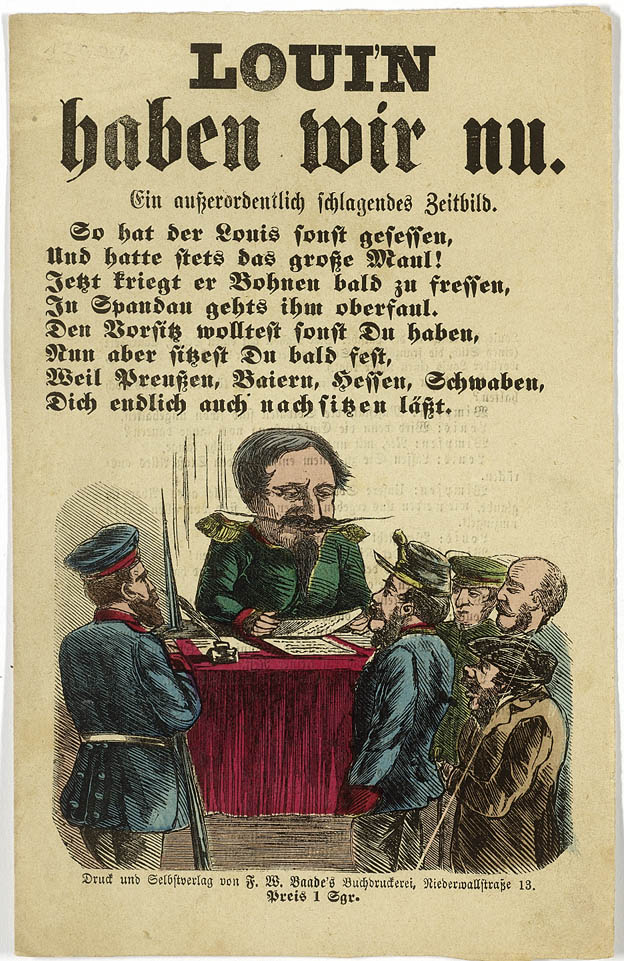 LOUI'N
haben wir nu.
Ein außerordentlich schlagendes Zeitbild.
So hat der Louis sonst gesessen,
Und hatte stets das große Maul!
Jetzt kriegt er Bohnen bald zu fressen,
In Spandau gehts ihm oberfaul.
Den Vorsitz wolltest sonst Du haben,
Nun aber sitzest Du bald fest,
Weil Preußen, Baiern, Hessen, Schwaben,
Dich endlich auch nachsitzen läßt.
Druck und Selbstverlag von F. W. Baade's Buchdruckerei, Niederwallstraße 13.
Preis 1 Sgr.